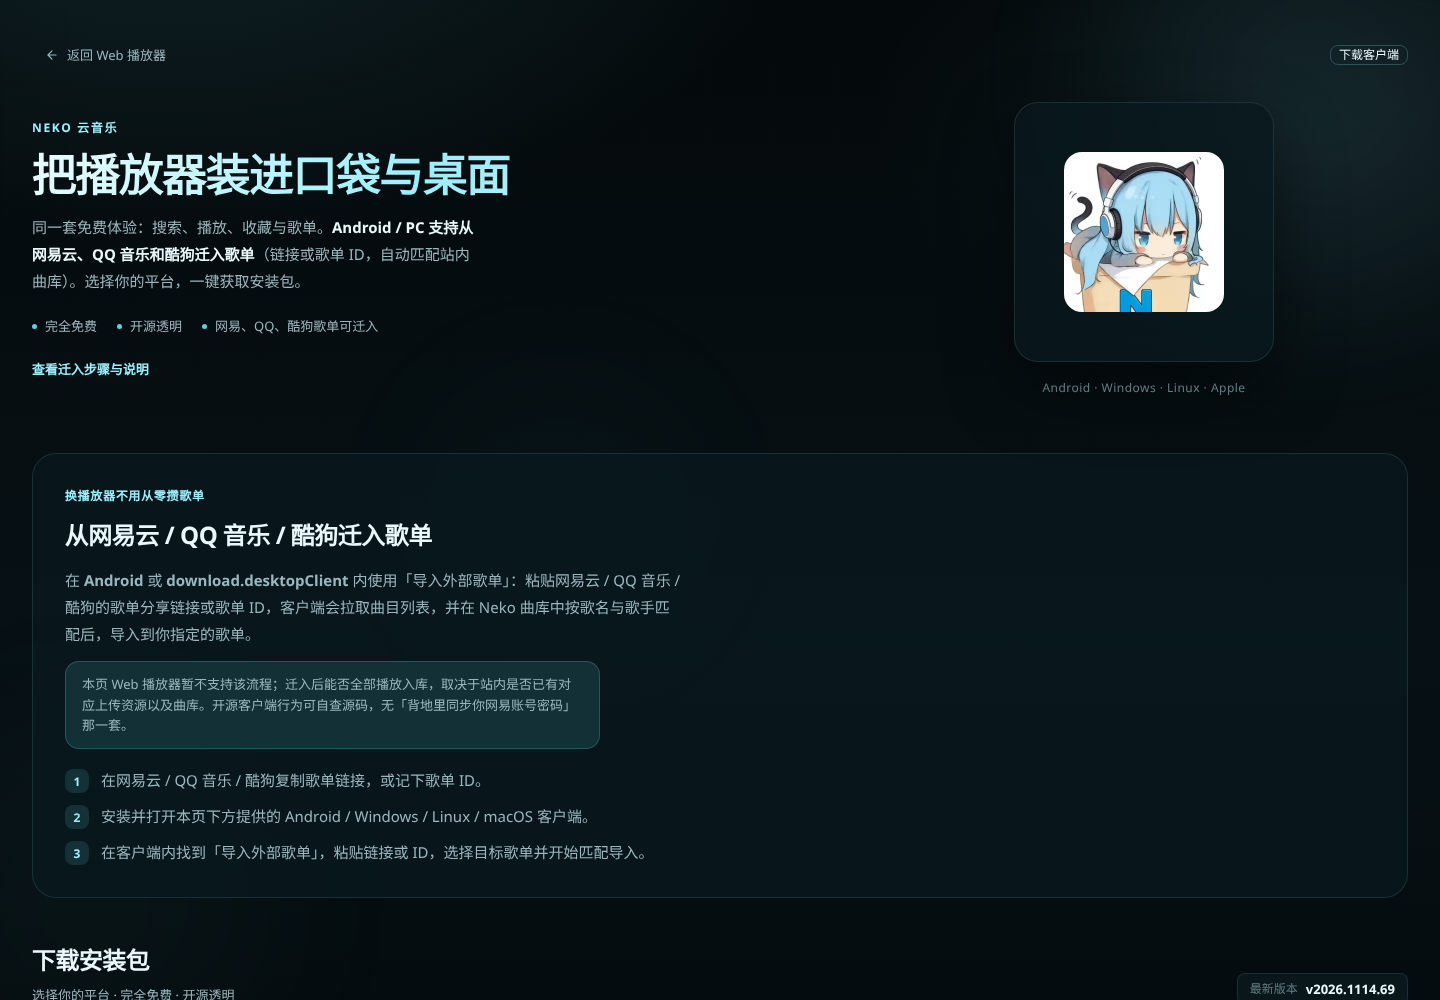 返回 Web 播放器
下载客户端
NEKO 云音乐
把播放器装进口袋与桌面
同一套免费体验：搜索、播放、收藏与歌单。Android / PC 支持从
网易云、QQ 音乐和酷狗迁入歌单（链接或歌单 ID，自动匹配站内
曲库）。选择你的平台，一键获取安装包。
完全免费
开源透明
网易、QQ、酷狗歌单可迁入
查看迁入步骤与说明
N
Android · Windows · Linux · Apple
换播放器不用从零攒歌单
从网易云 / QQ 音乐 / 酷狗迁入歌单
在 Android 或 download.desktopClient 内使用「导入外部歌单」：粘贴网易云 / QQ 音乐 /
酷狗的歌单分享链接或歌单 ID，客户端会拉取曲目列表，并在 Neko 曲库中按歌名与歌手匹
配后，导入到你指定的歌单。
本页 Web 播放器暂不支持该流程；迁入后能否全部播放入库，取决于站内是否已有对
应上传资源以及曲库。开源客户端行为可自查源码，无「背地里同步你网易账号密码」
那一套。
1 在网易云 / QQ 音乐 / 酷狗复制歌单链接，或记下歌单 ID。
2 安装并打开本页下方提供的 Android / Windows / Linux / macOS 客户端。
3 在客户端内找到「导入外部歌单」，粘贴链接或 ID，选择目标歌单并开始匹配导入。
下载安装包
选择你的平台 · 完全免费 · 开源透明
最新版本 v2026.1114.69